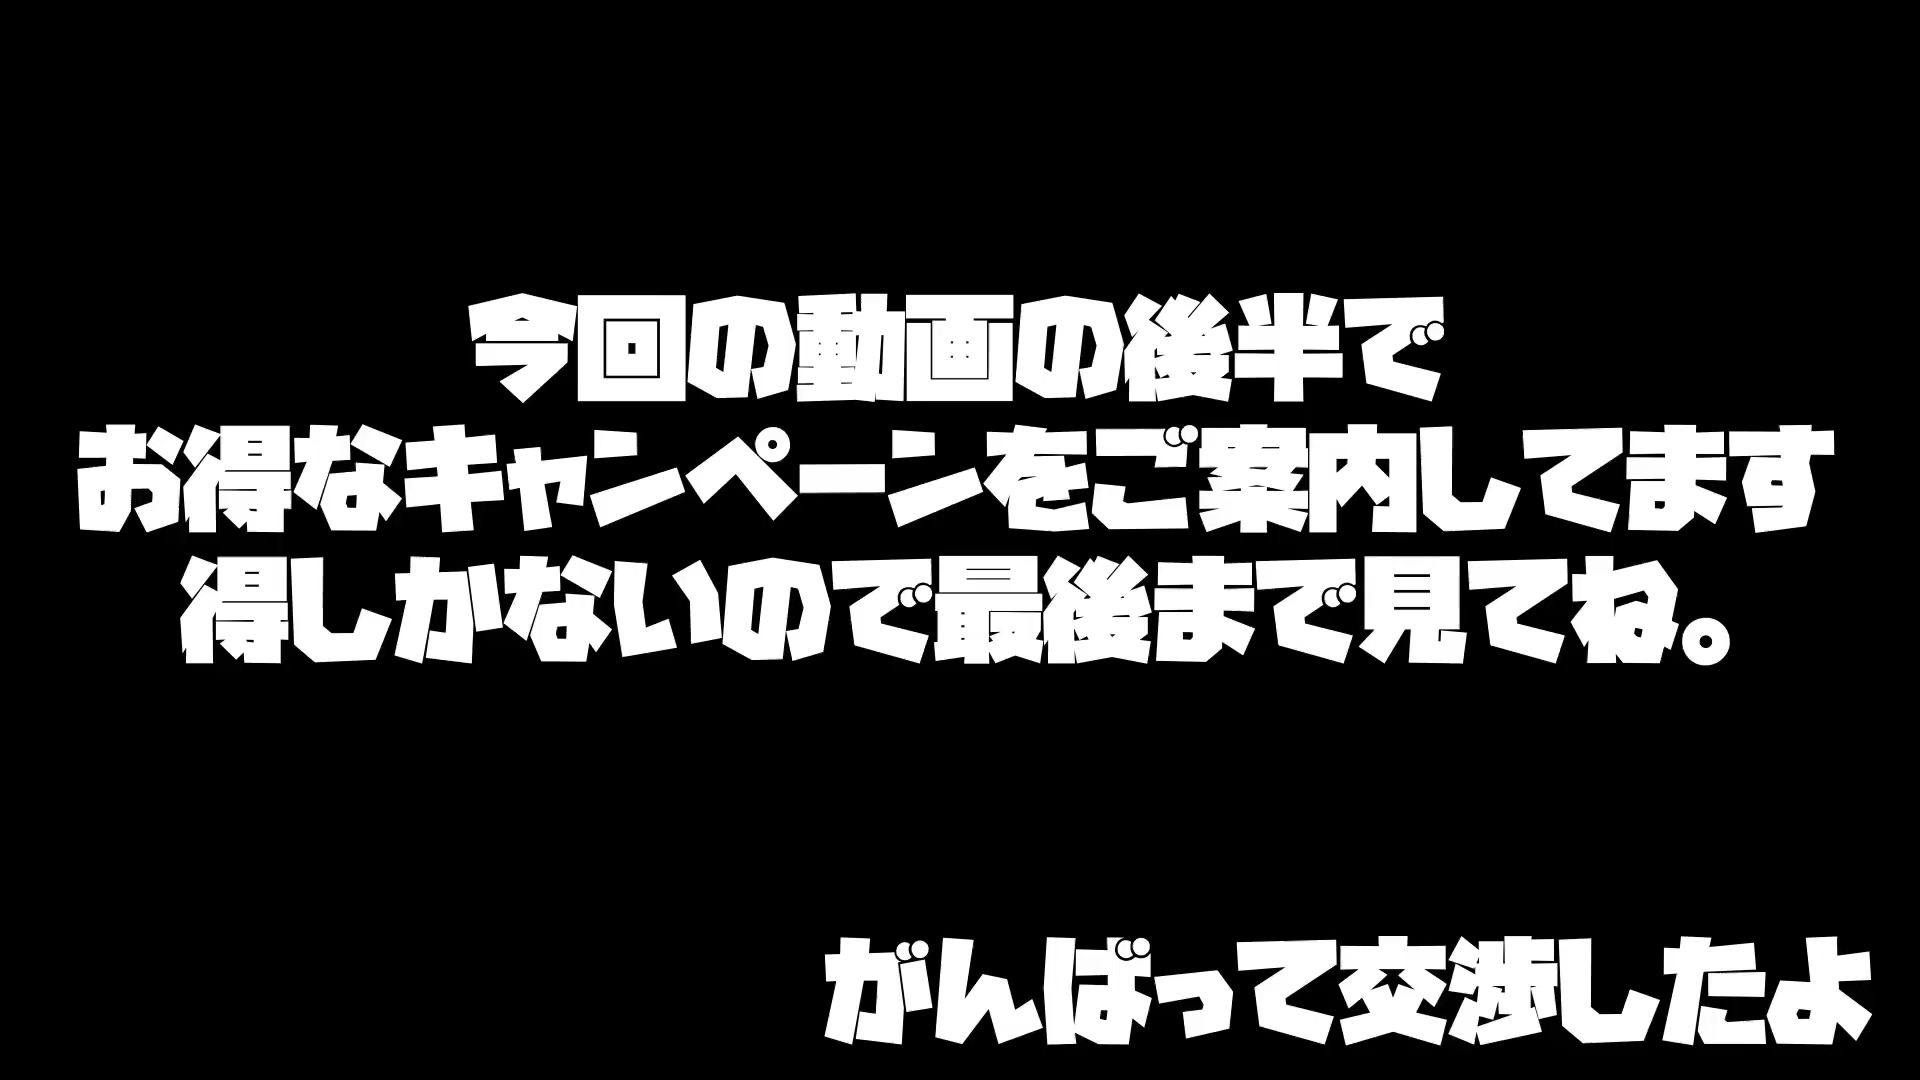 今回の動画の後半で
お得なキャンペーンをご案内してます
得しかないので最後まで見てね。
がんばって交渉したよ